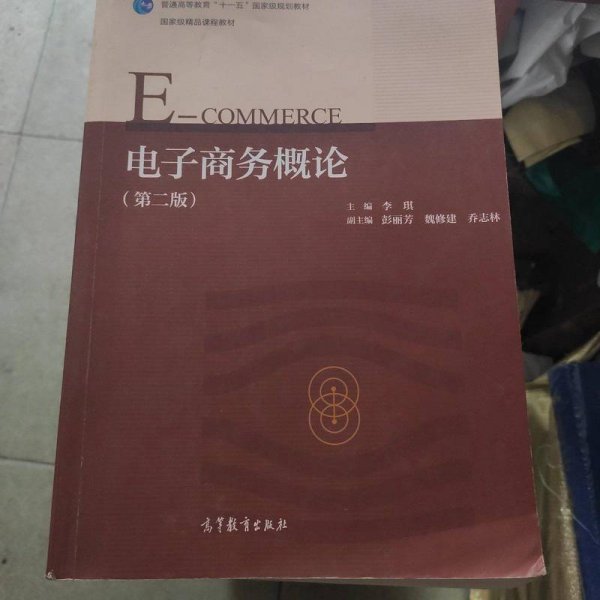 普通高等教育“十一五”国家级规划教材
国家级精品课程教材
E-COMMERCE
电子商务概论
(第二版)
主 编 李 琪
副主编 彭丽芳 魏修建 乔志林
高等教育出版社